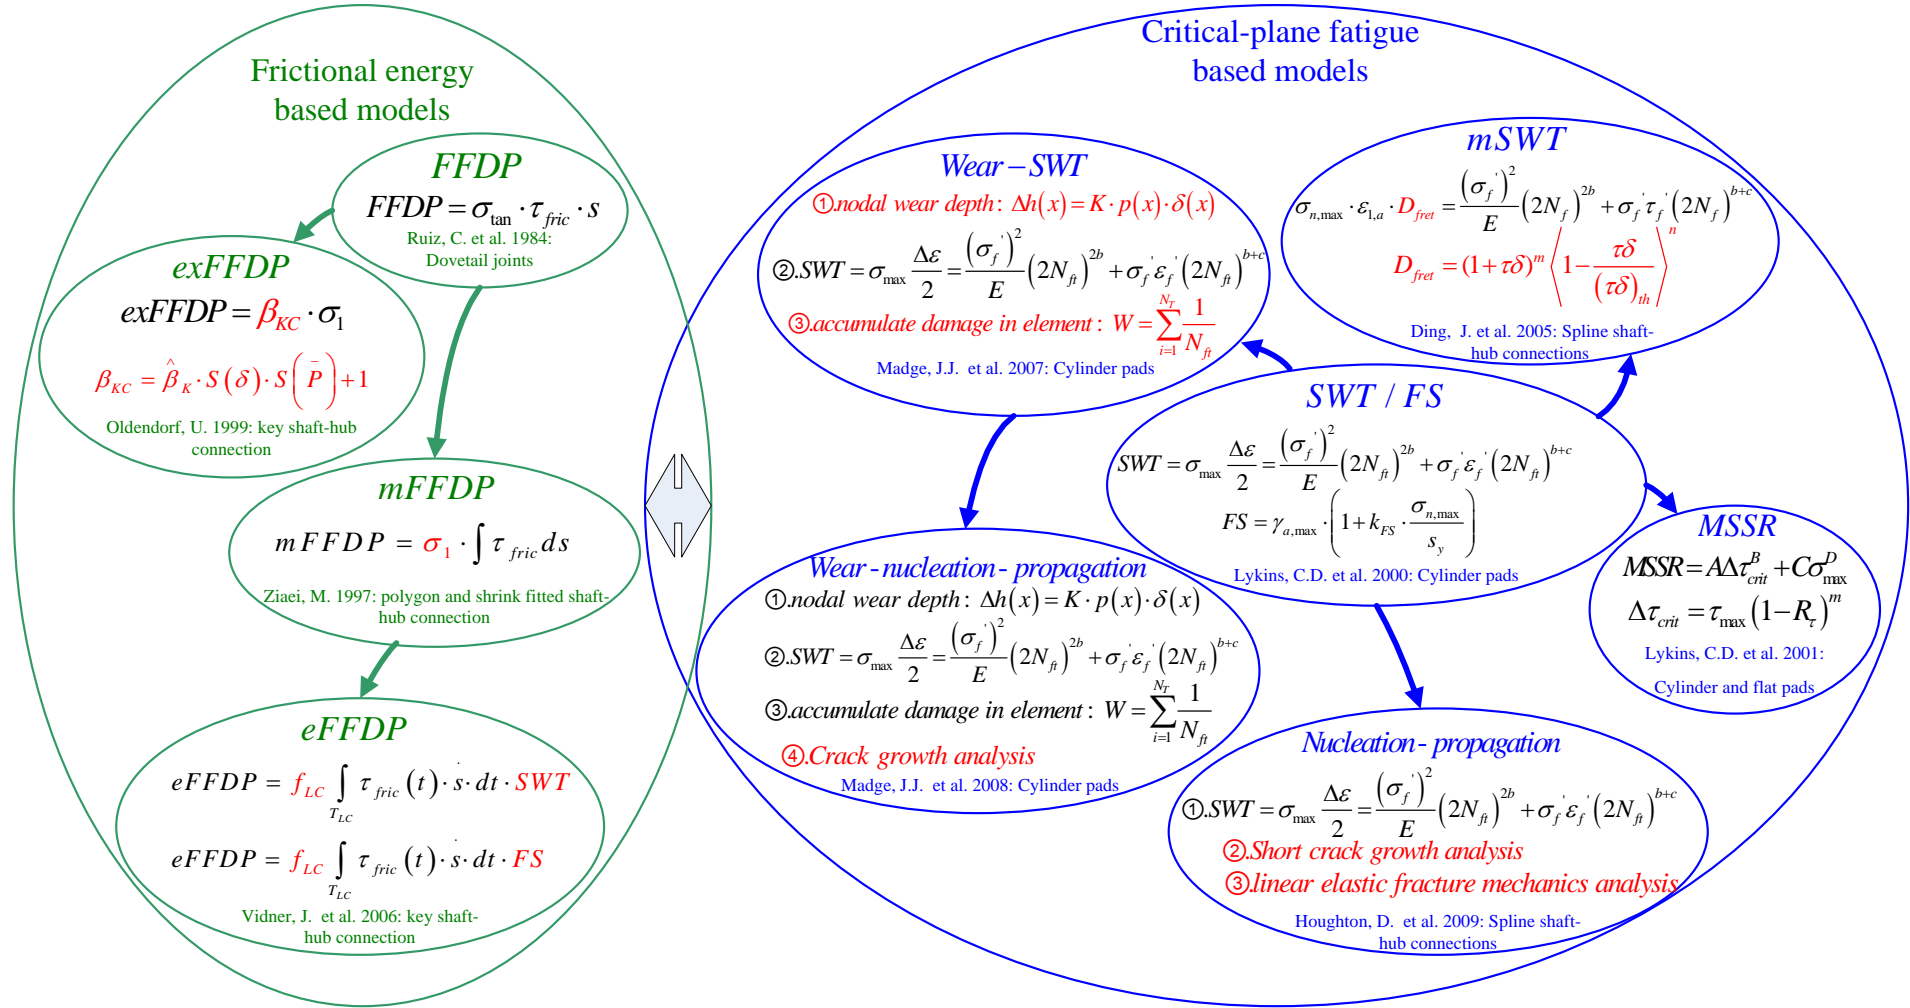 Frictional energy
based models
FFDP
FFDP = σ_tan · τ_fric · s
Ruiz, C. et al. 1984:
Dovetail joints
exFFDP
exFFDP = β_KC · σ_1
β_KC = β̂_K · S(δ) · S(P̄) + 1
Oldendorf, U. 1999: key shaft-hub
connection
mFFDP
mFFDP = σ_1 · ∫ τ_fric ds
Ziaei, M. 1997: polygon and shrink fitted shaft-
hub connection
eFFDP
eFFDP = f_LC ∫_{T_LC} τ_fric (t) · ṡ · dt · SWT
eFFDP = f_LC ∫_{T_LC} τ_fric (t) · ṡ · dt · FS
Vidner, J. et al. 2006: key shaft-
hub connection
Critical-plane fatigue
based models
Wear-SWT
①.nodal wear depth: Δh(x) = K · p(x) · δ(x)
②.SWT = σ_max Δε/2 = (σ_f')^2/E (2N_ft)^{2b} + σ_f' ε_f' (2N_ft)^{b+c}
③.accumulate damage in element: W = ∑_{i=1}^{N_T} 1/N_ft
Madge, J.J. et al. 2007: Cylinder pads
mSWT
σ_{n,max} · ε_{1,a} · D_fret = (σ_f')^2/E (2N_f)^{2b} + σ_f' τ_f' (2N_f)^{b+c}
D_fret = (1+τδ)^m ⟨1 − τδ/(τδ)_th⟩^n
Ding, J. et al. 2005: Spline shaft-
hub connections
SWT / FS
SWT = σ_max Δε/2 = (σ_f')^2/E (2N_ft)^{2b} + σ_f' ε_f' (2N_ft)^{b+c}
FS = γ_{a,max} · (1 + k_FS · σ_{n,max}/s_y)
Lykins, C.D. et al. 2000: Cylinder pads
MSSR
MSSR = AΔτ_crit^B + Cσ_max^D
Δτ_crit = τ_max (1−R_τ)^m
Lykins, C.D. et al. 2001:
Cylinder and flat pads
Wear-nucleation-propagation
①.nodal wear depth: Δh(x) = K · p(x) · δ(x)
②.SWT = σ_max Δε/2 = (σ_f')^2/E (2N_ft)^{2b} + σ_f' ε_f' (2N_ft)^{b+c}
③.accumulate damage in element: W = ∑_{i=1}^{N_T} 1/N_ft
④.Crack growth analysis
Madge, J.J. et al. 2008: Cylinder pads
Nucleation-propagation
①.SWT = σ_max Δε/2 = (σ_f')^2/E (2N_ft)^{2b} + σ_f' ε_f' (2N_ft)^{b+c}
②.Short crack growth analysis
③.linear elastic fracture mechanics analysis
Houghton, D. et al. 2009: Spline shaft-
hub connections